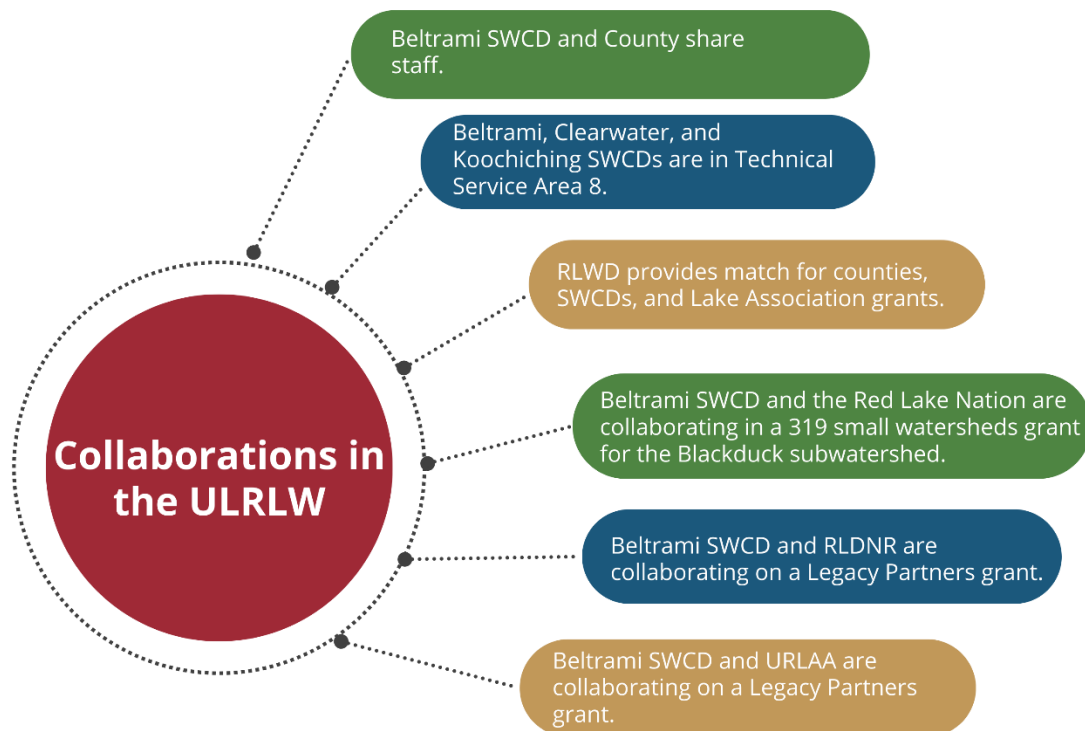 Beltrami SWCD and County share
staff.
Beltrami, Clearwater, and
Koochiching SWCDs are in Technical
Service Area 8.
RLWD provides match for counties,
SWCDs, and Lake Association grants.
Collaborations in
the ULRLW
Beltrami SWCD and the Red Lake Nation are
collaborating in a 319 small watersheds grant
for the Blackduck subwatershed.
Beltrami SWCD and RLDNR are
collaborating on a Legacy Partners grant.
Beltrami SWCD and URLAA are
collaborating on a Legacy Partners
grant.